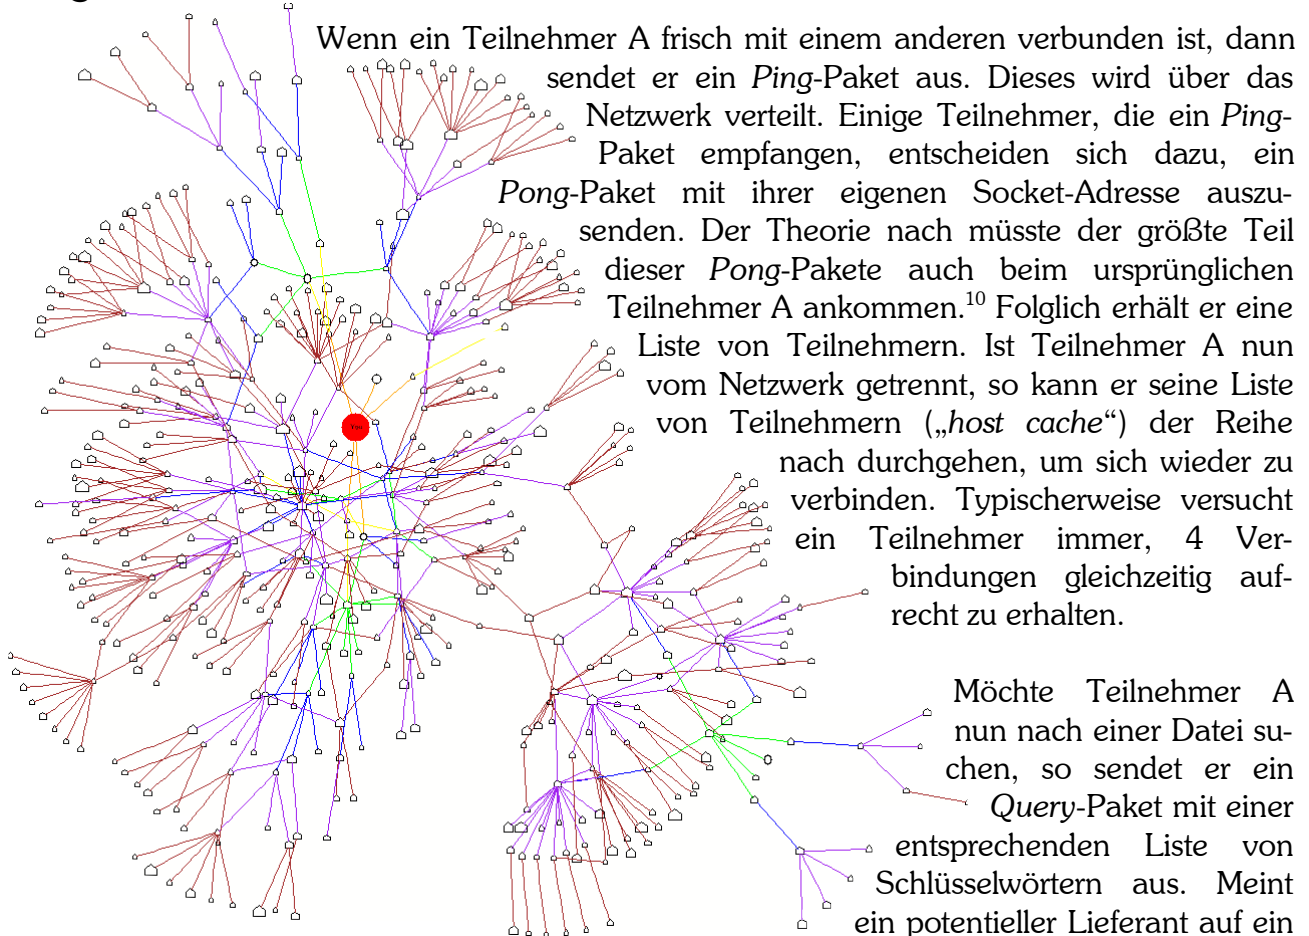 Wenn ein Teilnehmer A frisch mit einem anderen verbunden ist, dann
sendet er ein Ping-Paket aus. Dieses wird über das
Netzwerk verteilt. Einige Teilnehmer, die ein Ping-
Paket empfangen, entscheiden sich dazu, ein
Pong-Paket mit ihrer eigenen Socket-Adresse auszu-
senden. Der Theorie nach müsste der größte Teil
dieser Pong-Pakete auch beim ursprünglichen
Teilnehmer A ankommen.10 Folglich erhält er eine
Liste von Teilnehmern. Ist Teilnehmer A nun
vom Netzwerk getrennt, so kann er seine Liste
von Teilnehmern („host cache“) der Reihe
nach durchgehen, um sich wieder zu
verbinden. Typischerweise versucht
ein Teilnehmer immer, 4 Ver-
bindungen gleichzeitig auf-
recht zu erhalten.
Möchte Teilnehmer A
nun nach einer Datei su-
chen, so sendet er ein
Query-Paket mit einer
entsprechenden Liste von
Schlüsselwörtern aus. Meint
ein potentieller Lieferant auf ein